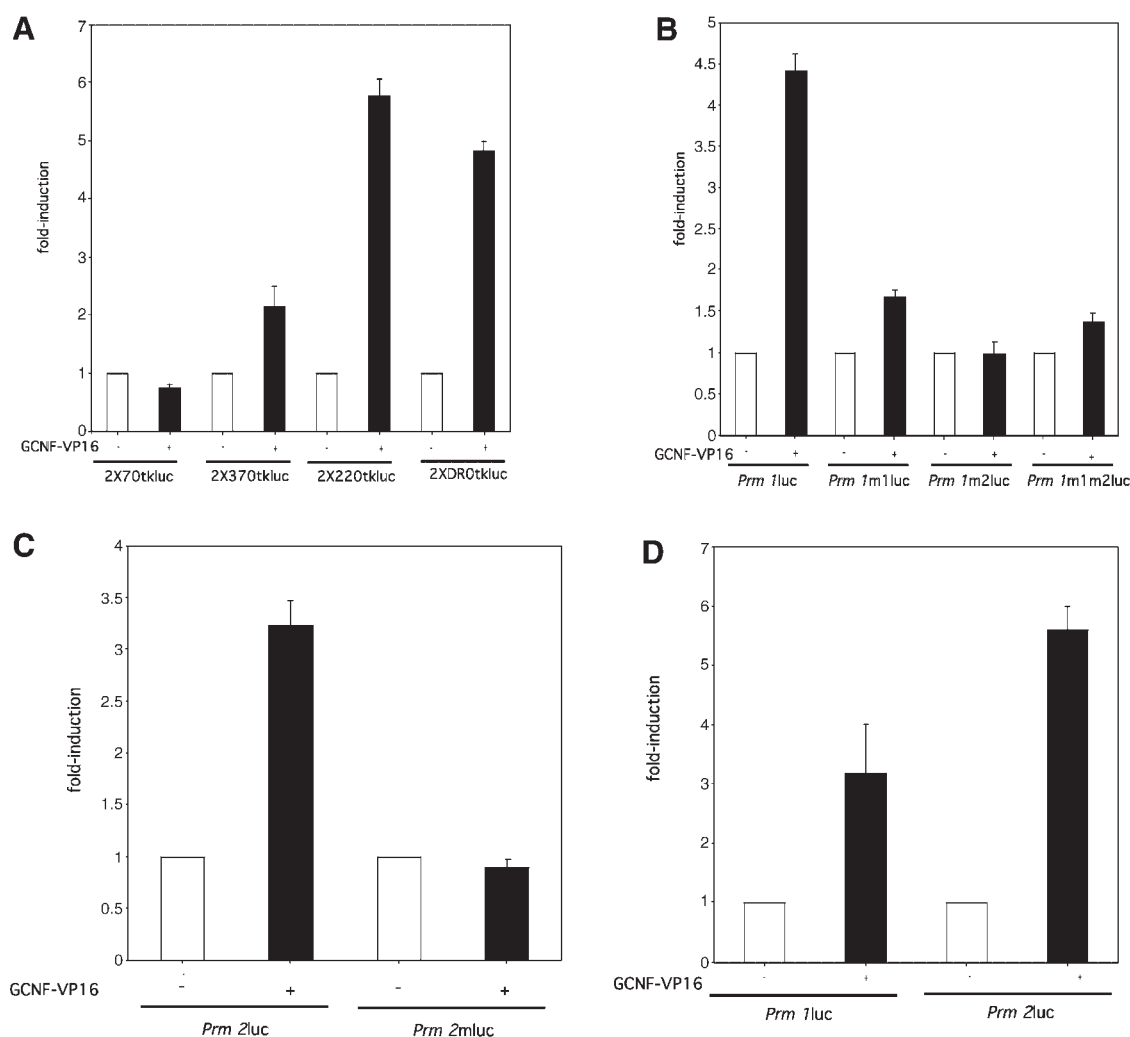 A
7
6
5
4
3
2
1
0
fold-induction
GCNF-VP16 - + - + - + - +
2X70tkluc 2X370tkluc 2X220tkluc 2XDR0tkluc
B
5
4.5
4
3.5
3
2.5
2
1.5
1
0.5
0
fold-induction
GCNF-VP16 - + - + - + - +
Prm 1luc Prm 1m1luc Prm 1m2luc Prm 1m1m2luc
C
4
3.5
3
2.5
2
1.5
1
0.5
0
fold-induction
GCNF-VP16 - + - +
Prm 2luc Prm 2mluc
D
7
6
5
4
3
2
1
0
fold-induction
GCNF-VP16 - + - +
Prm 1luc Prm 2luc